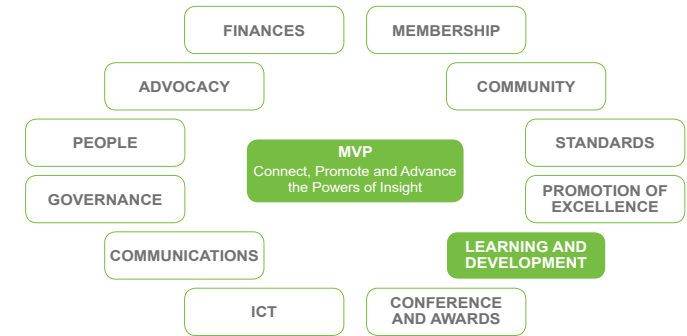 FINANCES
MEMBERSHIP
ADVOCACY
COMMUNITY
PEOPLE
MVP
Connect, Promote and Advance
the Powers of Insight
STANDARDS
GOVERNANCE
PROMOTION OF
EXCELLENCE
COMMUNICATIONS
LEARNING AND
DEVELOPMENT
ICT
CONFERENCE
AND AWARDS